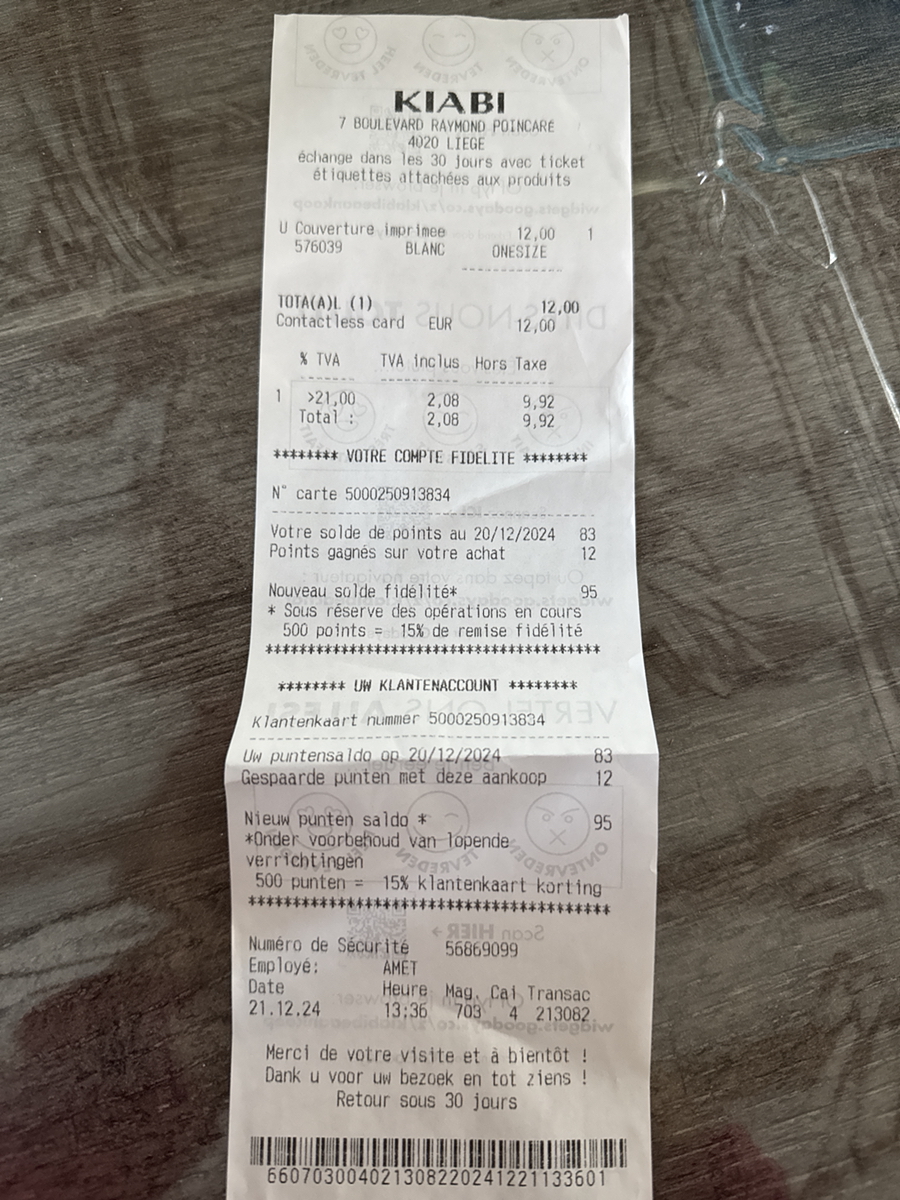 KIABI
7 BOULEVARD RAYMOND POINCARÉ
4020 LIEGE
échange dans les 30 jours avec ticket
étiquettes attachées aux produits
U Couverture imprimee 12,00 1
576039 BLANC ONESIZE
--------------
TOTA(A)L (1) 12,00
Contactless card EUR 12,00
% TVA TVA inclus Hors Taxe
1 >21,00 2,08 9,92
Total : 2,08 9,92
******** VOTRE COMPTE FIDELITE ********
N° carte 5000250913834
Votre solde de points au 20/12/2024 83
Points gagnés sur votre achat 12
Nouveau solde fidélité* 95
* Sous réserve des opérations en cours
500 points = 15% de remise fidélité
****************************************
******** UW KLANTENACCOUNT ********
Klantenkaart nummer 5000250913834
Uw puntensaldo op 20/12/2024 83
Gespaarde punten met deze aankoop 12
Nieuw punten saldo * 95
*Onder voorbehoud van lopende
verrichtingen
500 punten = 15% klantenkaart korting
****************************************
Numéro de Sécurité 56869099
Employé: AMET
Date Heure Mag. Cai Transac
21.12.24 13:36 703 4 213082
Merci de votre visite et à bientôt !
Dank u voor uw bezoek en tot ziens !
Retour sous 30 jours
66070300402130822024122113360​1